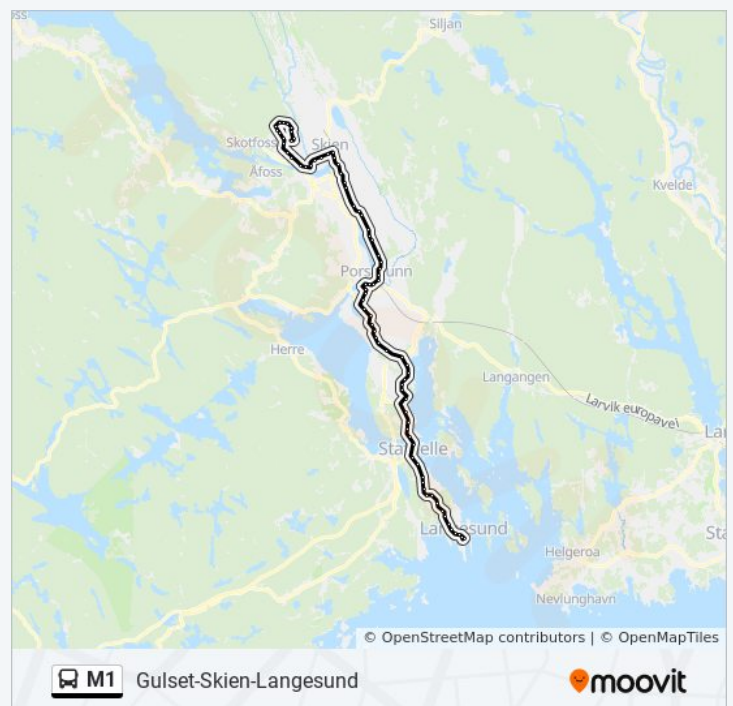 Siljan
Skotfoss
Skien
Åfoss
Kvelde
Porsgrunn
Herre
Langangen
Larvik europavei
Stathelle
Langesund
Helgeroa
Nevlunghavn
© OpenStreetMap contributors | © OpenMapTiles
M1 Gulset-Skien-Langesund
moovit